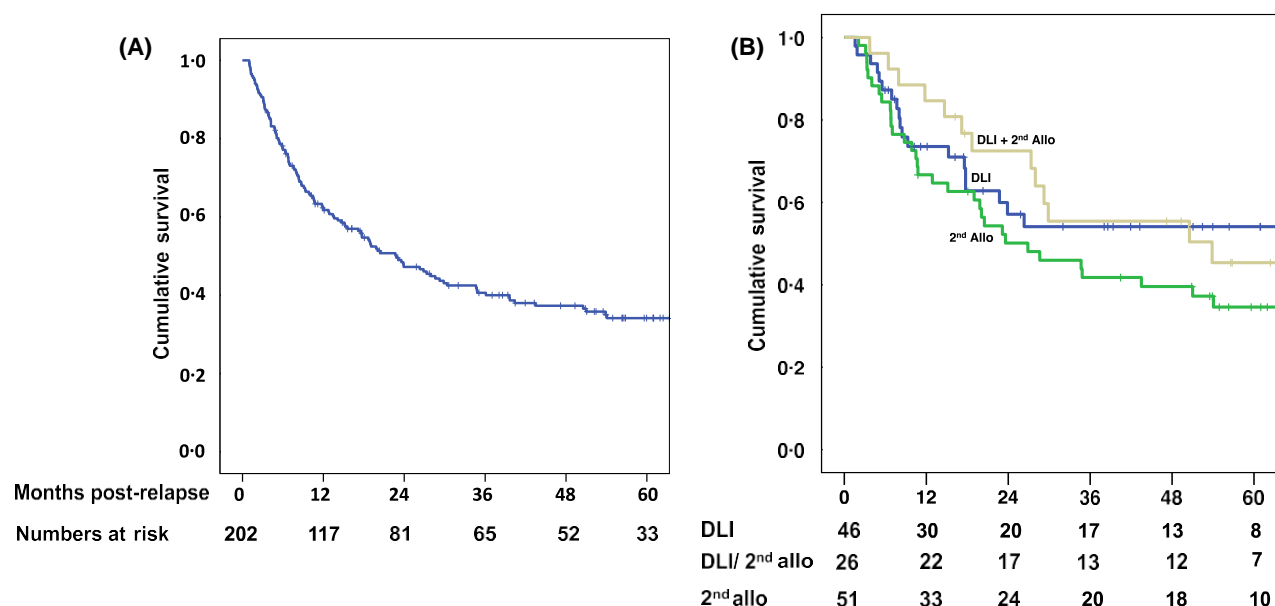 (A)
Cumulative survival
1·0
0·8
0·6
0·4
0·2
0·0
Months post-relapse 0 12 24 36 48 60
Numbers at risk 202 117 81 65 52 33
(B)
Cumulative survival
1·0
0·8
0·6
0·4
0·2
0·0
DLI + 2nd Allo
DLI
2nd Allo
0 12 24 36 48 60
DLI 46 30 20 17 13 8
DLI/ 2nd allo 26 22 17 13 12 7
2nd allo 51 33 24 20 18 10